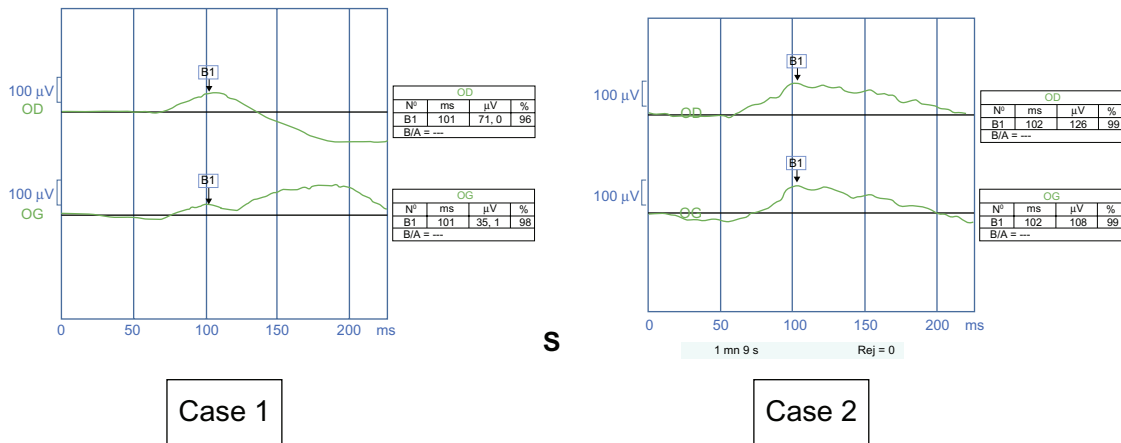 B1
100 μV
OD
OD
Nº ms μV %
B1 101 71, 0 96
B/A = ---
B1
100 μV
OG
OG
Nº ms μV %
B1 101 35, 1 98
B/A = ---
0 50 100 150 200 ms
Case 1
S
B1
100 μV
OD
OD
Nº ms μV %
B1 102 126 99
B/A = ---
B1
100 μV
OG
OG
Nº ms μV %
B1 102 108 99
B/A = ---
0 50 100 150 200 ms
1 mn 9 s Rej = 0
Case 2